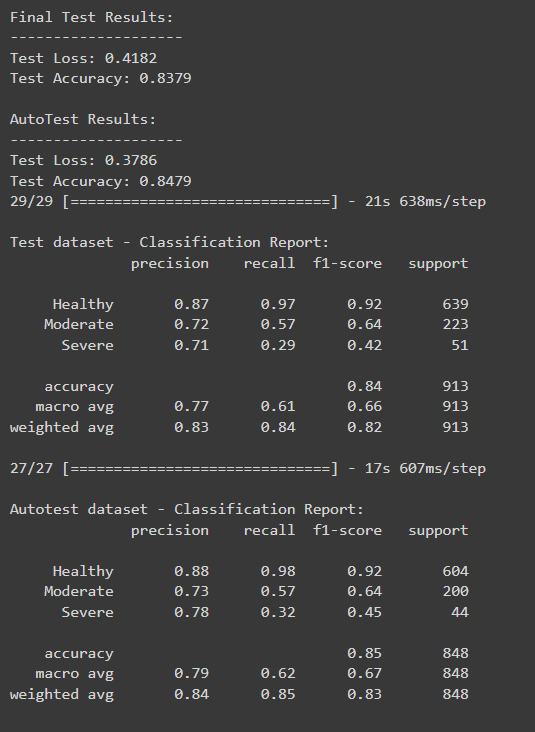 Final Test Results:
--------------------
Test Loss: 0.4182
Test Accuracy: 0.8379
AutoTest Results:
--------------------
Test Loss: 0.3786
Test Accuracy: 0.8479
29/29 [==============================] - 21s 638ms/step
Test dataset - Classification Report:
precision recall f1-score support
Healthy 0.87 0.97 0.92 639
Moderate 0.72 0.57 0.64 223
Severe 0.71 0.29 0.42 51
accuracy 0.84 913
macro avg 0.77 0.61 0.66 913
weighted avg 0.83 0.84 0.82 913
27/27 [==============================] - 17s 607ms/step
Autotest dataset - Classification Report:
precision recall f1-score support
Healthy 0.88 0.98 0.92 604
Moderate 0.73 0.57 0.64 200
Severe 0.78 0.32 0.45 44
accuracy 0.85 848
macro avg 0.79 0.62 0.67 848
weighted avg 0.84 0.85 0.83 848